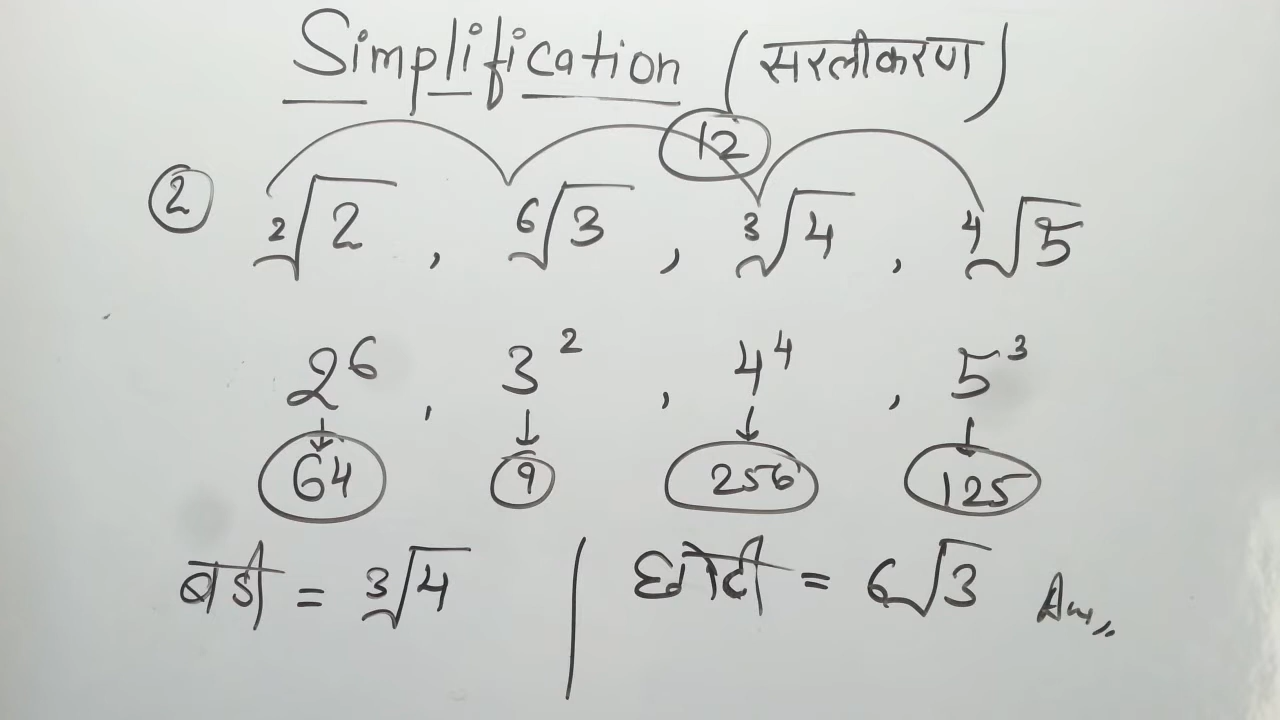 Simplification (सरलीकरण)
12
② ²√2 , ⁶√3 , ³√4 , ⁴√5
2⁶ , 3² , 4⁴ , 5³
↓ ↓ ↓ ↓
64 9 256 125
बडी = ³√4 | छोटी = ⁶√3 Ans,,